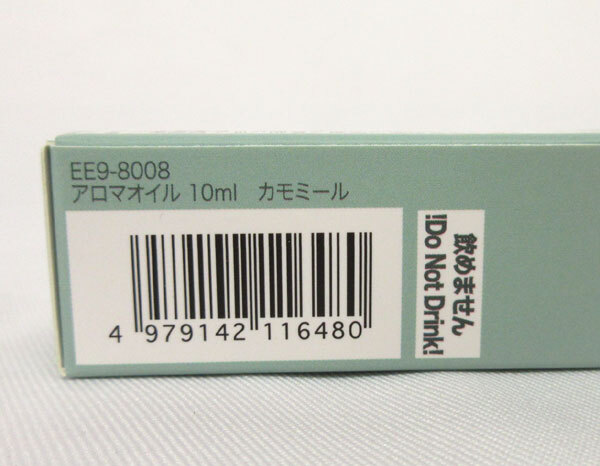 EE9-8008
アロマオイル 10ml　カモミール
4 979142 116480
飲めません
!Do Not Drink!